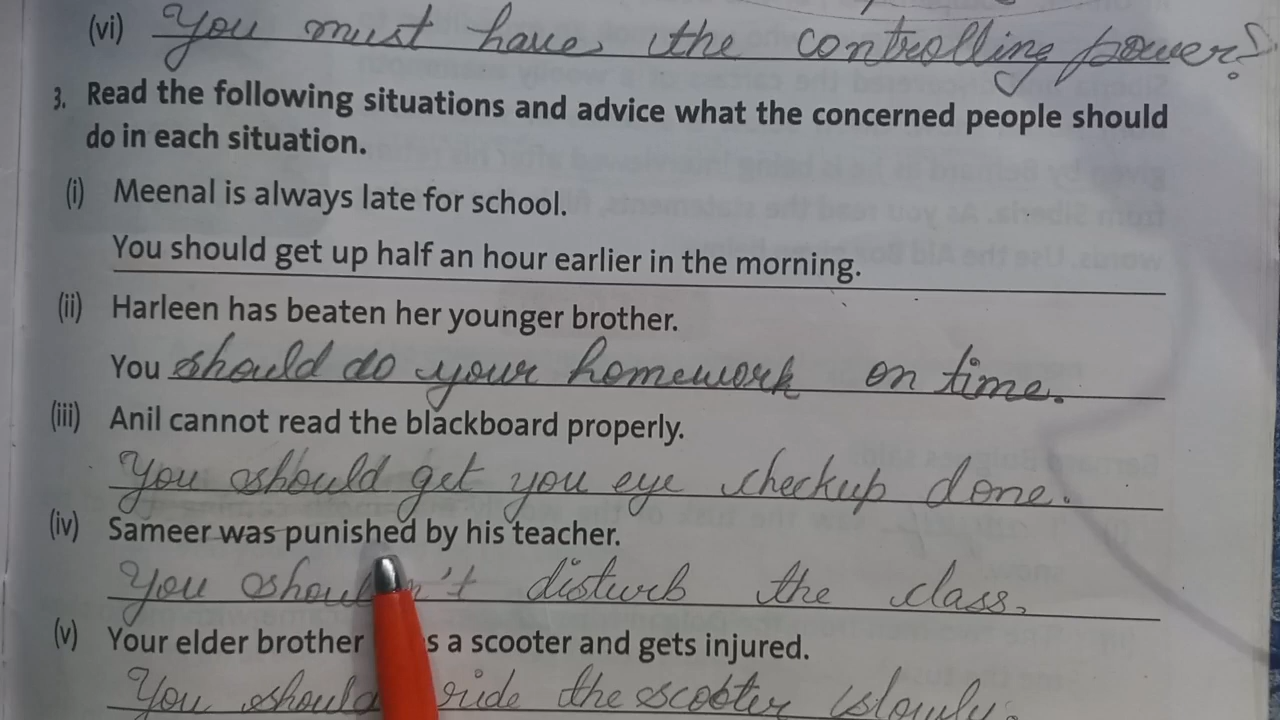 (vi) You must have the controlling power?
3. Read the following situations and advice what the concerned people should
do in each situation.
(i) Meenal is always late for school.
You should get up half an hour earlier in the morning.
(ii) Harleen has beaten her younger brother.
You should do your homework on time.
(iii) Anil cannot read the blackboard properly.
You should get you eye checkup done.
(iv) Sameer was punished by his teacher.
You shouldn't disturb the class.
(v) Your elder brother a scooter and gets injured.
You should ride the scooter slowly.